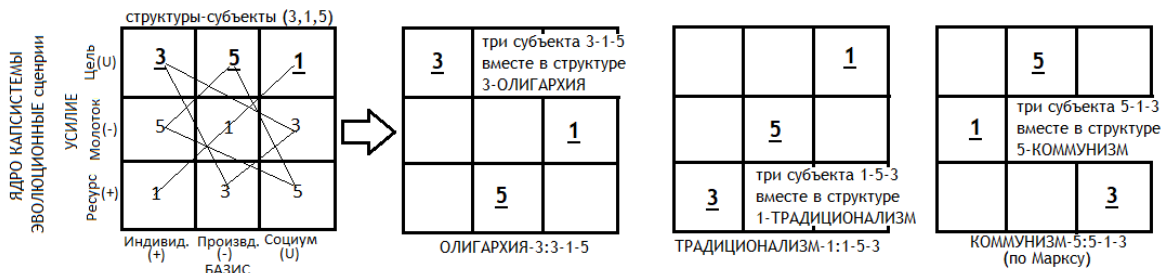 структуры-субъекты (3,1,5)
ЯДРО КАПСИСТЕМЫ
ЭВОЛЮЦИОННЫЕ сценрии
УСИЛИЕ
Цель(U)
Молоток (-)
Ресурс(+)
3 5 1
5 1 3
1 3 5
Индивид. Произвд. Социум
(+) (-) (U)
БАЗИС
3
три субъекта 3-1-5
вместе в структуре
3-ОЛИГАРХИЯ
1
5
ОЛИГАРХИЯ-3:3-1-5
1
5
3
три субъекта 1-5-3
вместе в структуре
1-ТРАДИЦИОНАЛИЗМ
ТРАДИЦИОНАЛИЗМ-1:1-5-3
5
1
три субъекта 5-1-3
вместе в структуре
5-КОММУНИЗМ
3
КОММУНИЗМ-5:5-1-3
(по Марксу)